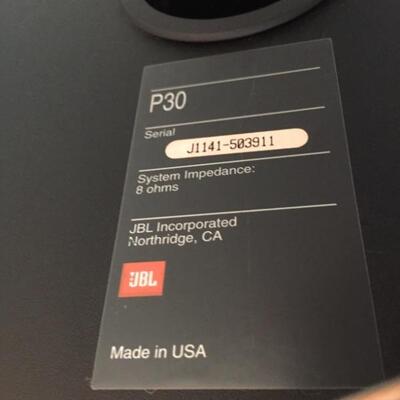 P30
Serial
J1141-503911
System Impedance:
8 ohms
JBL Incorporated
Northridge, CA
JBL
Made in USA